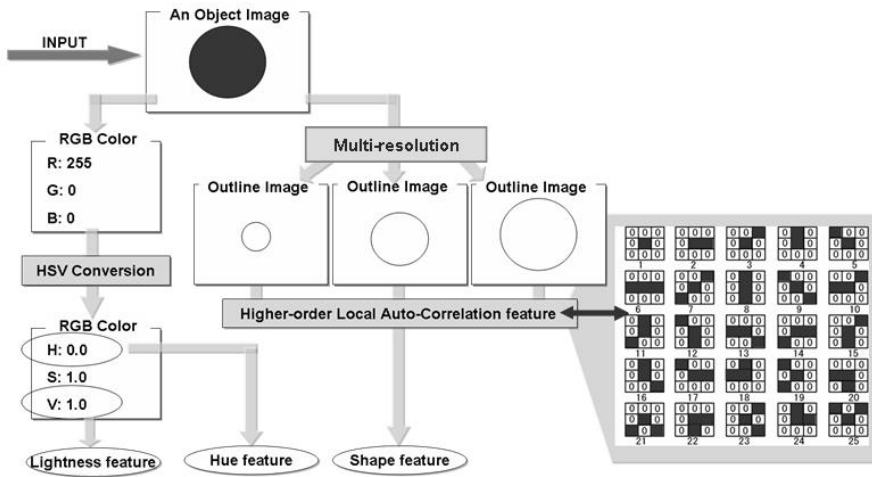 An Object Image
INPUT
RGB Color
R: 255
G: 0
B: 0
Multi-resolution
Outline Image
Outline Image
Outline Image
HSV Conversion
Higher-order Local Auto-Correlation feature
RGB Color
H: 0.0
S: 1.0
V: 1.0
Lightness feature
Hue feature
Shape feature
1 2 3 4 5
6 7 8 9 10
11 12 13 14 15
16 17 18 19 20
21 22 23 24 25